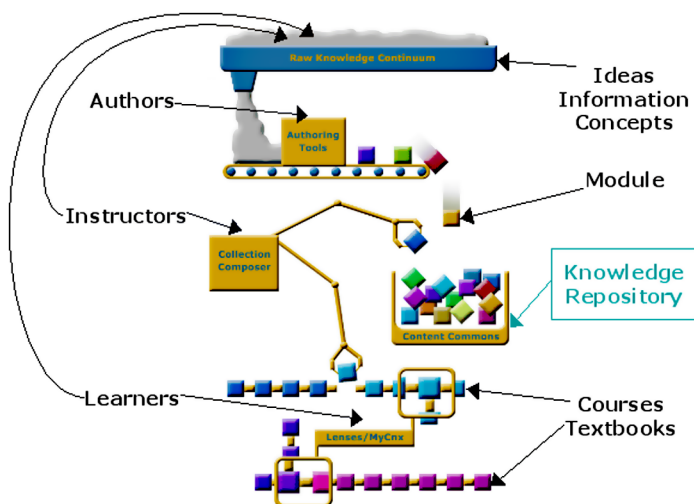 Raw Knowledge Continuum
Ideas
Information
Concepts
Authors
Authoring
Tools
Module
Instructors
Collection
Composer
Knowledge
Repository
Content Commons
Learners
Courses
Textbooks
Lenses/MyCnx